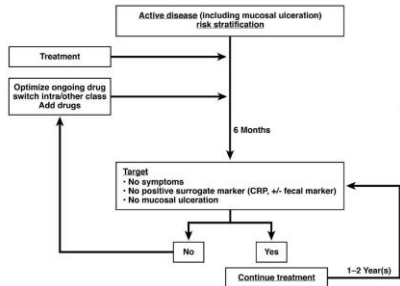 Active disease (including mucosal ulceration)
risk stratification
Treatment
Optimize ongoing drug
switch intra/other class
Add drugs
6 Months
Target
• No symptoms
• No positive surrogate marker (CRP, +/- fecal marker)
• No mucosal ulceration
No
Yes
Continue treatment
1–2 Year(s)